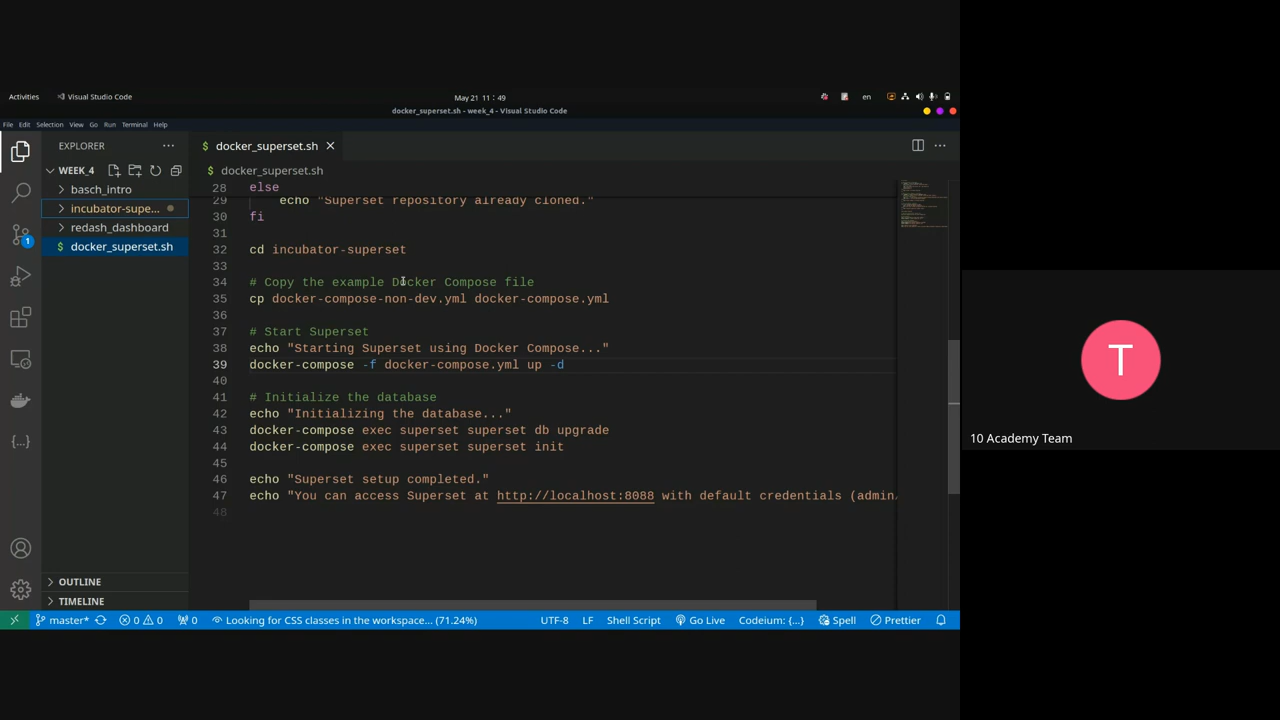 Activities
Visual Studio Code
May 21 11:49
en
docker_superset.sh - week_4 - Visual Studio Code
File Edit Selection View Go Run Terminal Help
EXPLORER
docker_superset.sh
WEEK_4
docker_superset.sh
basch_intro
incubator-supe...
redash_dashboard
docker_superset.sh
1
28 else
29 echo "Superset repository already cloned."
30 fi
31
32 cd incubator-superset
33
34 # Copy the example Docker Compose file
35 cp docker-compose-non-dev.yml docker-compose.yml
36
37 # Start Superset
38 echo "Starting Superset using Docker Compose..."
39 docker-compose -f docker-compose.yml up -d
40
41 # Initialize the database
42 echo "Initializing the database..."
43 docker-compose exec superset superset db upgrade
44 docker-compose exec superset superset init
45
46 echo "Superset setup completed."
47 echo "You can access Superset at http://localhost:8088 with default credentials (admin/
48
OUTLINE
TIMELINE
master* 0 0 0 Looking for CSS classes in the workspace... (71.24%) UTF-8 LF Shell Script Go Live Codeium: {...} Spell Prettier
T
10 Academy Team